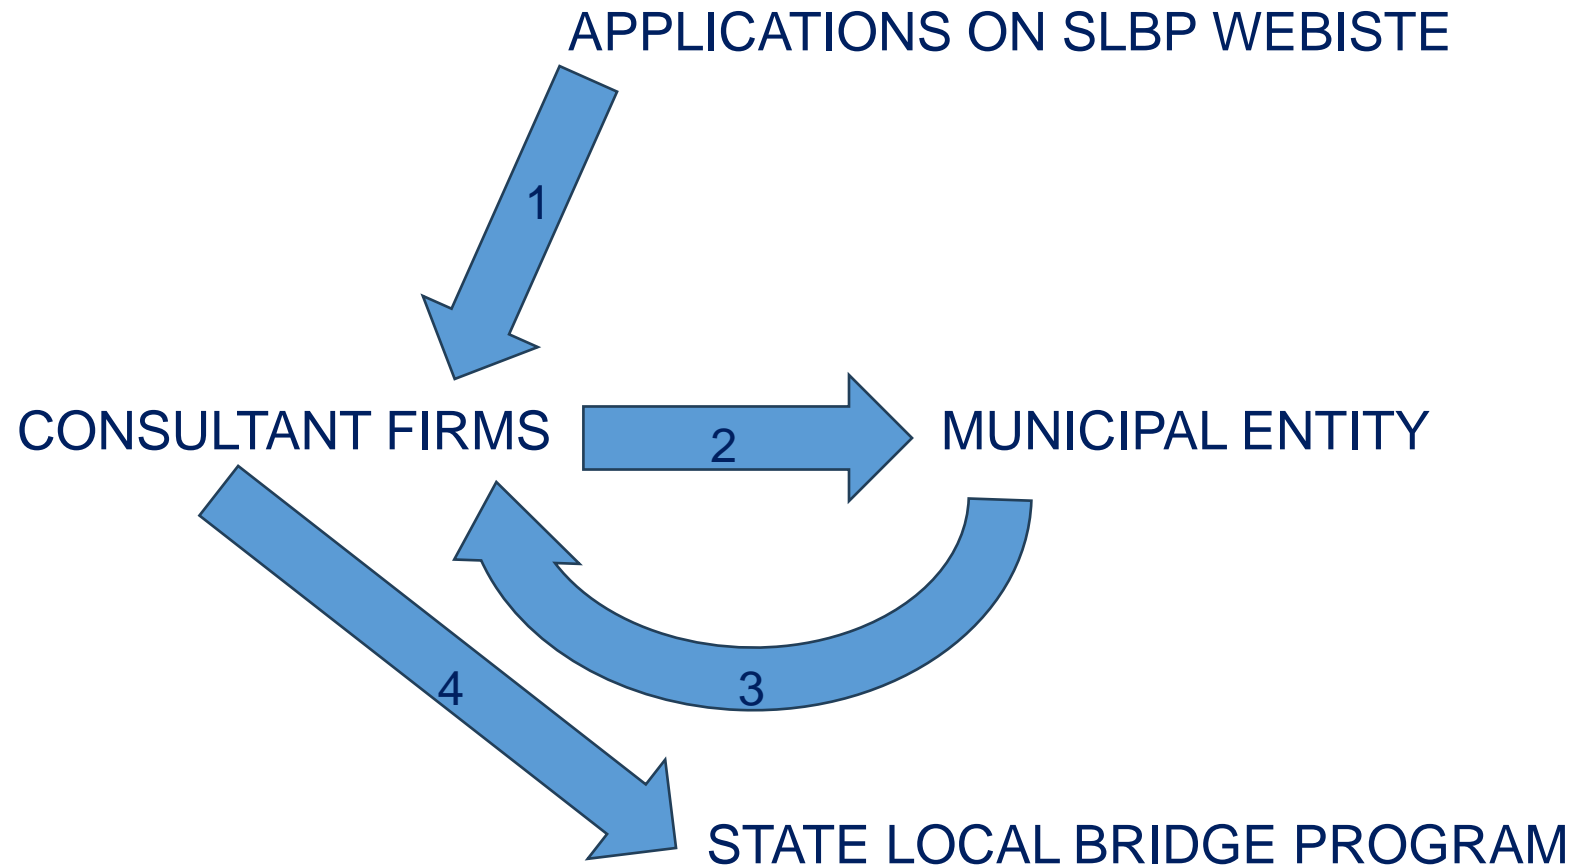 APPLICATIONS ON SLBP WEBISTE
1
CONSULTANT FIRMS
2
MUNICIPAL ENTITY
4
3
STATE LOCAL BRIDGE PROGRAM